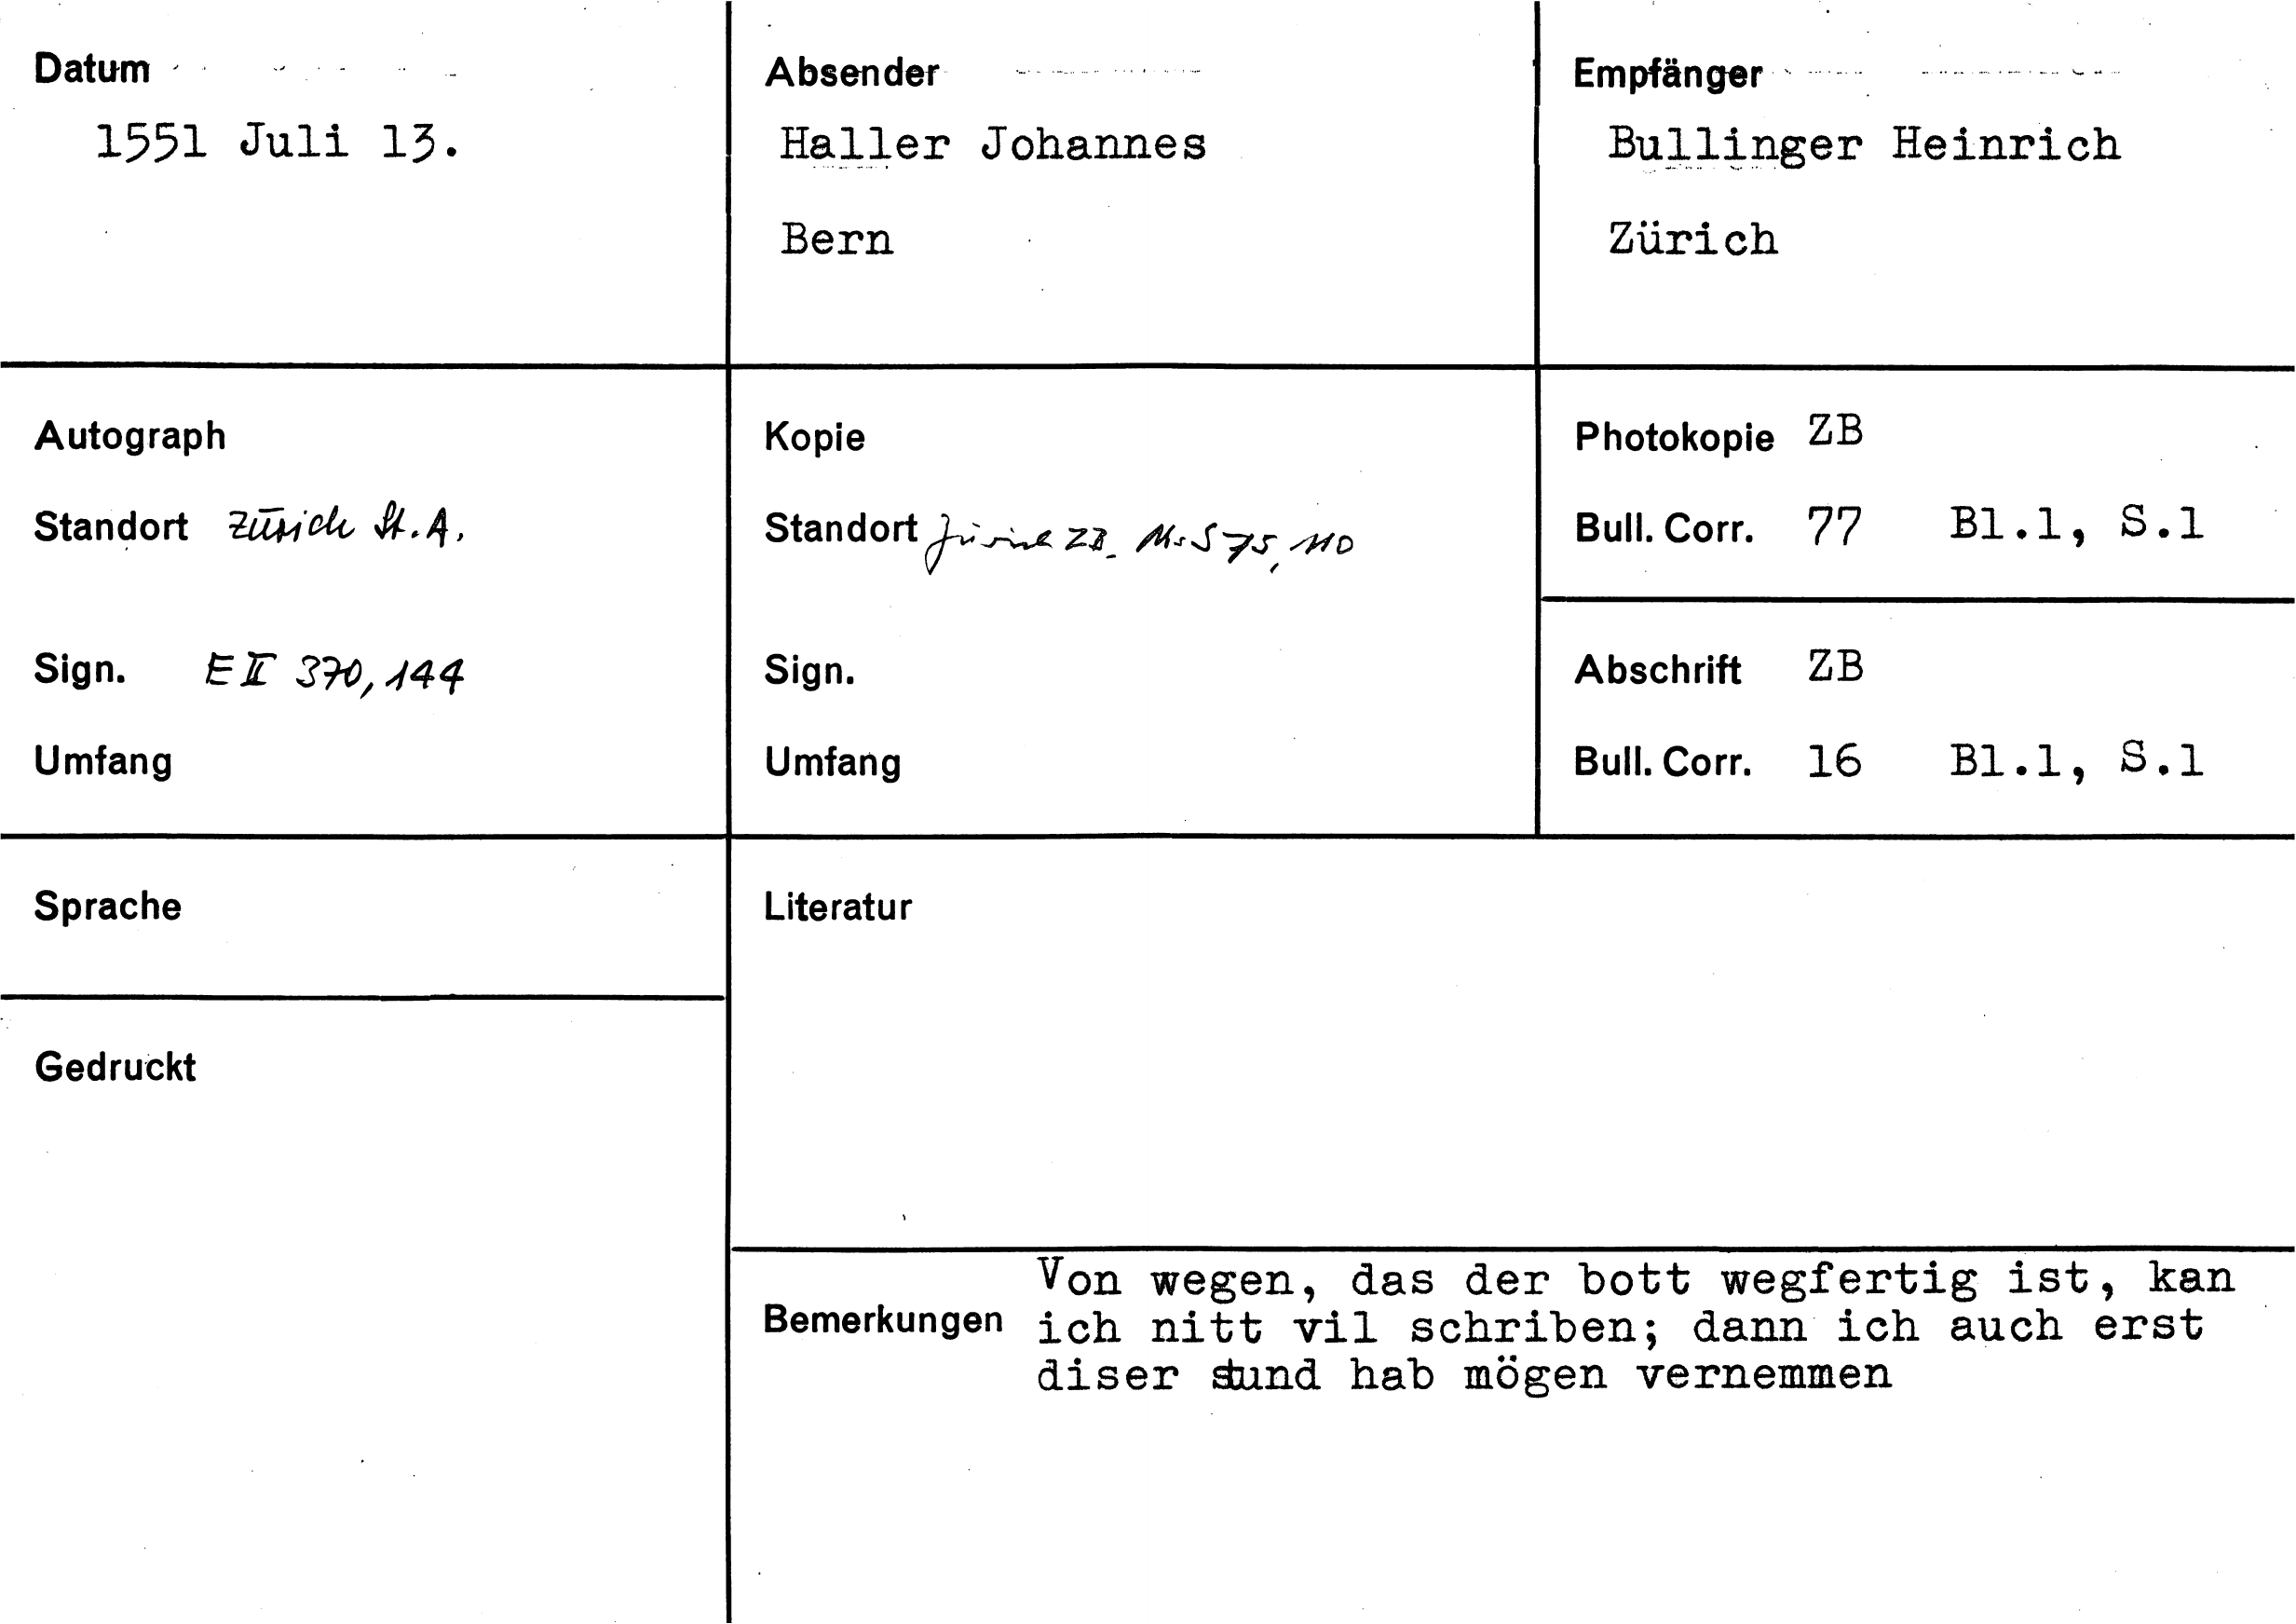 Datum
1551 Juli 13.
Absender
Haller Johannes
Bern
Empfänger
Bullinger Heinrich
Zürich
Autograph
Standort Zürich St.A.
Sign. E II 370, 144
Umfang
Kopie
Standort Zürich ZB. Ms S 75, 110
Sign.
Umfang
Photokopie ZB
Bull. Corr. 77 Bl.1, S.1
Abschrift ZB
Bull. Corr. 16 Bl.1, S.1
Sprache
Literatur
Gedruckt
Bemerkungen
Von wegen, das der bott wegfertig ist, kan
ich nitt vil schriben; dann ich auch erst
diser stund hab mögen vernemmen